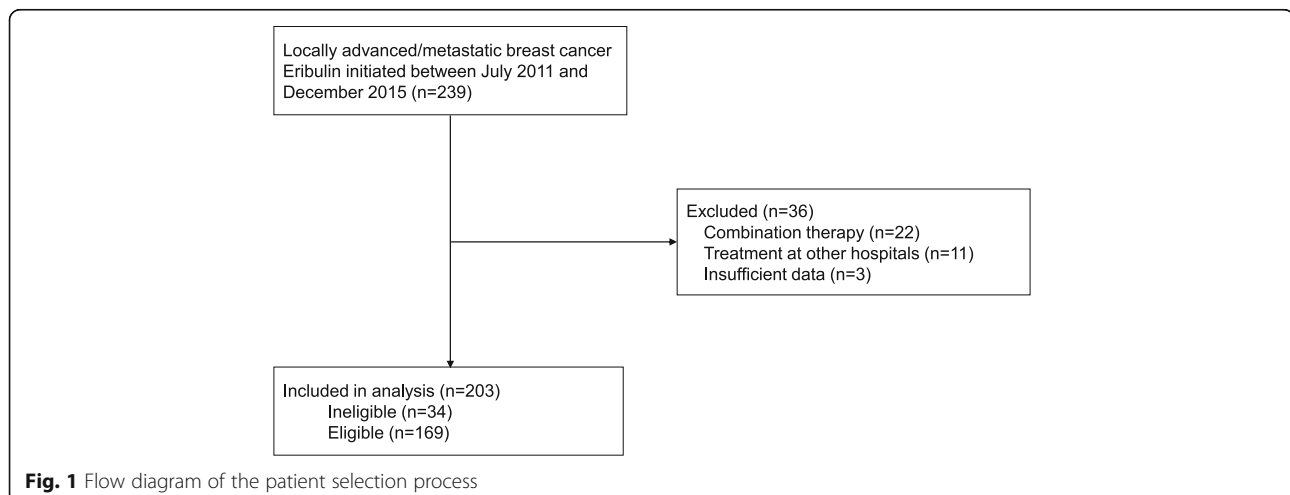 Locally advanced/metastatic breast cancer
Eribulin initiated between July 2011 and
December 2015 (n=239)
Excluded (n=36)
Combination therapy (n=22)
Treatment at other hospitals (n=11)
Insufficient data (n=3)
Included in analysis (n=203)
Ineligible (n=34)
Eligible (n=169)
Fig. 1 Flow diagram of the patient selection process